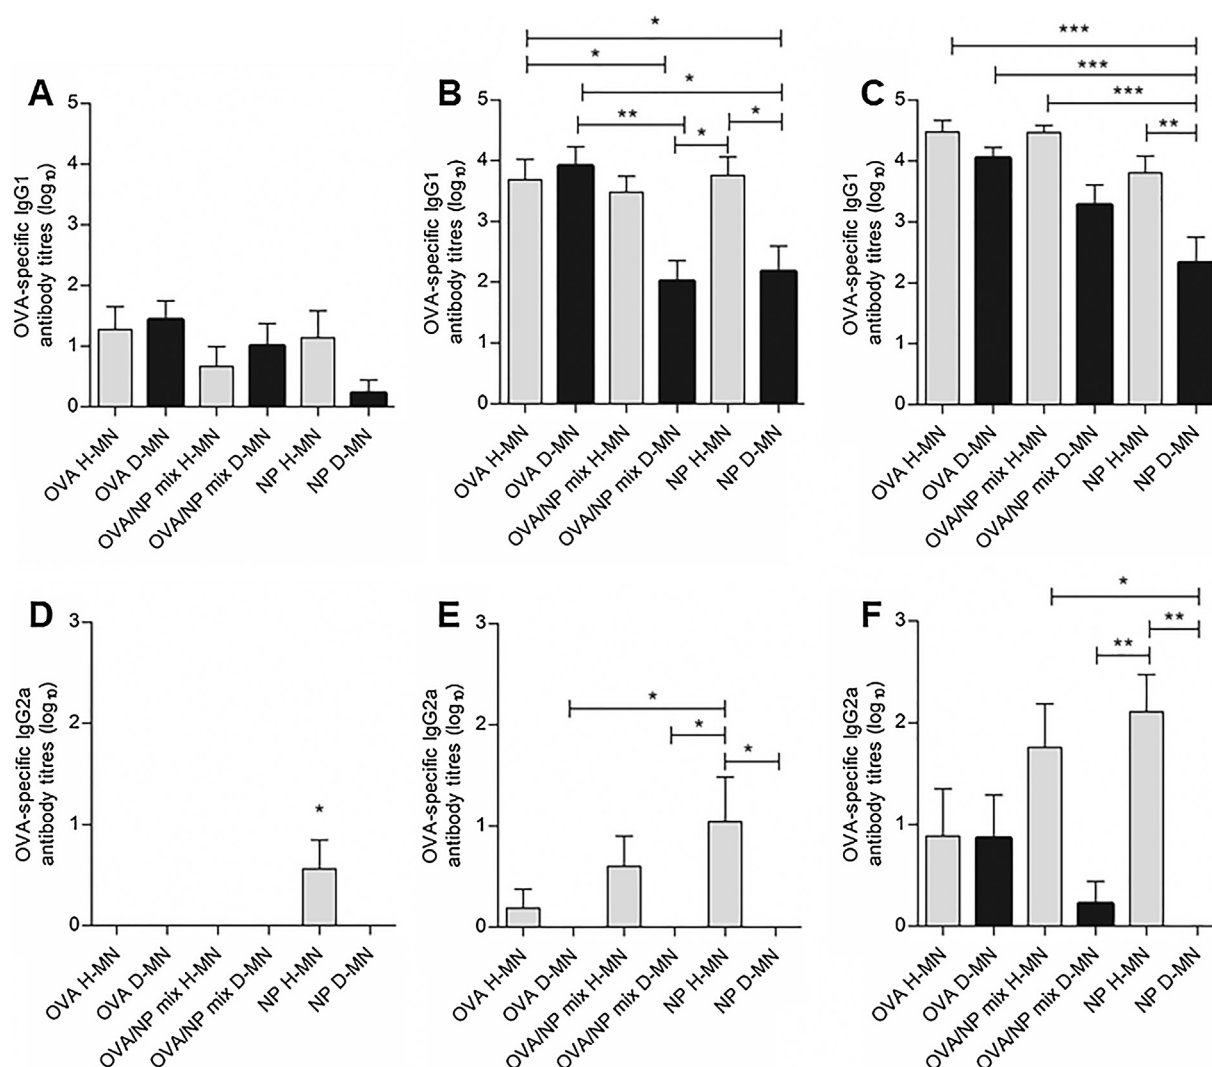 A
OVA-specific IgG1
antibody titres (log10)
5
4
3
2
1
0
OVA H-MN
OVA D-MN
OVA/NP mix H-MN
OVA/NP mix D-MN
NP H-MN
NP D-MN
B
*
*
*
**
*
*
OVA-specific IgG1
antibody titres (log10)
5
4
3
2
1
0
OVA H-MN
OVA D-MN
OVA/NP mix H-MN
OVA/NP mix D-MN
NP H-MN
NP D-MN
C
***
***
***
**
OVA-specific IgG1
antibody titres (log10)
5
4
3
2
1
0
OVA H-MN
OVA D-MN
OVA/NP mix H-MN
OVA/NP mix D-MN
NP H-MN
NP D-MN
D
OVA-specific IgG2a
antibody titres (log10)
3
2
1
0
*
OVA H-MN
OVA D-MN
OVA/NP mix H-MN
OVA/NP mix D-MN
NP H-MN
NP D-MN
E
OVA-specific IgG2a
antibody titres (log10)
3
2
1
0
*
*
*
OVA H-MN
OVA D-MN
OVA/NP mix H-MN
OVA/NP mix D-MN
NP H-MN
NP D-MN
F
*
**
**
OVA-specific IgG2a
antibody titres (log10)
3
2
1
0
OVA H-MN
OVA D-MN
OVA/NP mix H-MN
OVA/NP mix D-MN
NP H-MN
NP D-MN